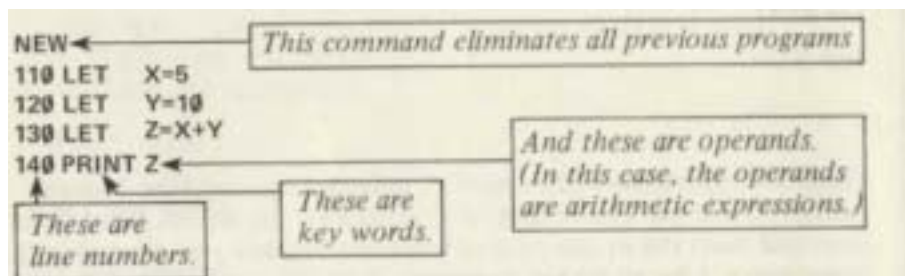 NEW
This command eliminates all previous programs
110 LET X=5
120 LET Y=10
130 LET Z=X+Y
140 PRINT Z
And these are operands.
(In this case, the operands
are arithmetic expressions.)
These are
key words.
These are
line numbers.